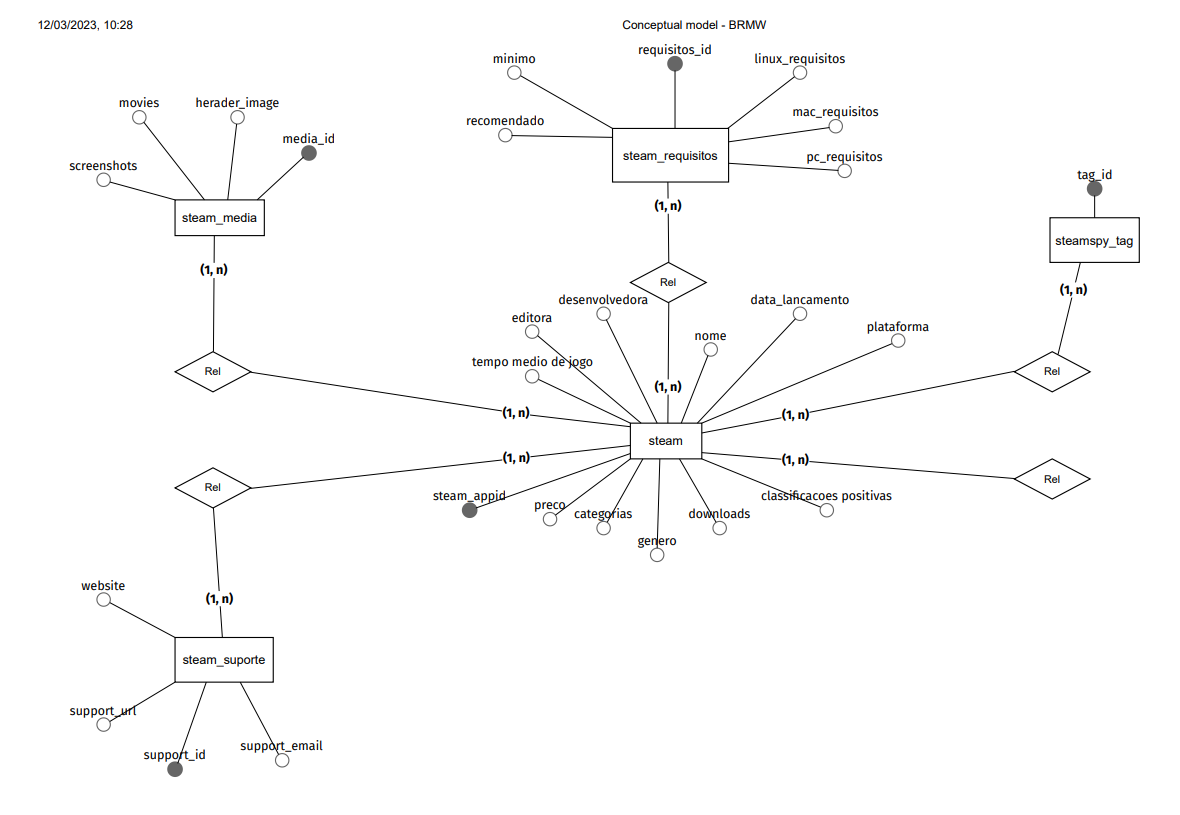 12/03/2023, 10:28
Conceptual model - BRMW
requisitos_id
minimo
linux_requisitos
movies
herader_image
mac_requisitos
recomendado
media_id
steam_requisitos
pc_requisitos
screenshots
tag_id
(1, n)
steam_media
steamspy_tag
(1, n)
Rel
(1, n)
desenvolvedora
data_lancamento
editora
nome
plataforma
tempo medio de jogo
Rel
Rel
(1, n)
(1, n)
(1, n)
steam
(1, n)
(1, n)
Rel
Rel
steam_appid
classificacoes positivas
preco
categorias
downloads
genero
website
(1, n)
steam_suporte
support_url
support_id
support_email